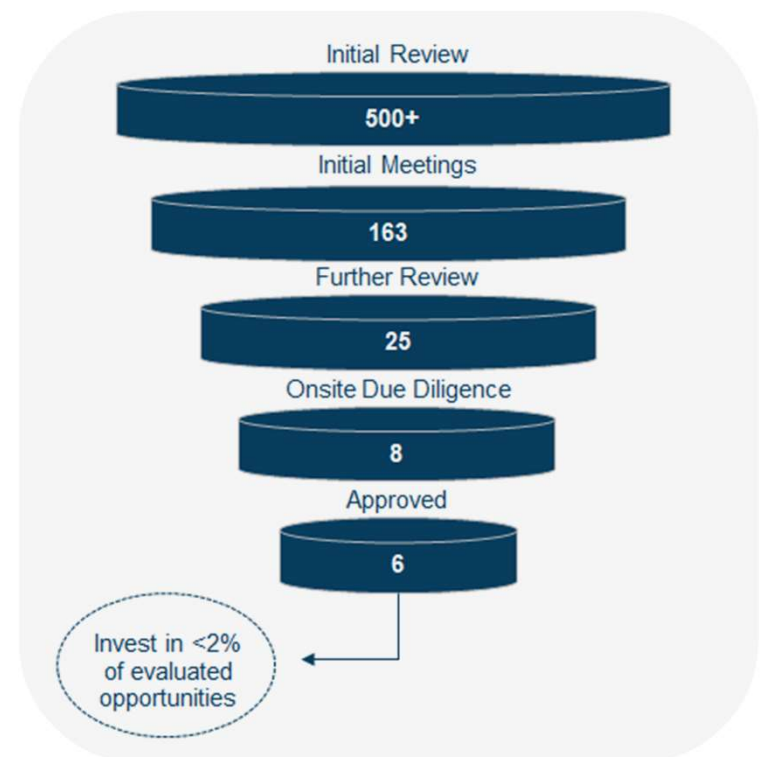 Initial Review
500+
Initial Meetings
163
Further Review
25
Onsite Due Diligence
8
Approved
6
Invest in <2%
of evaluated
opportunities